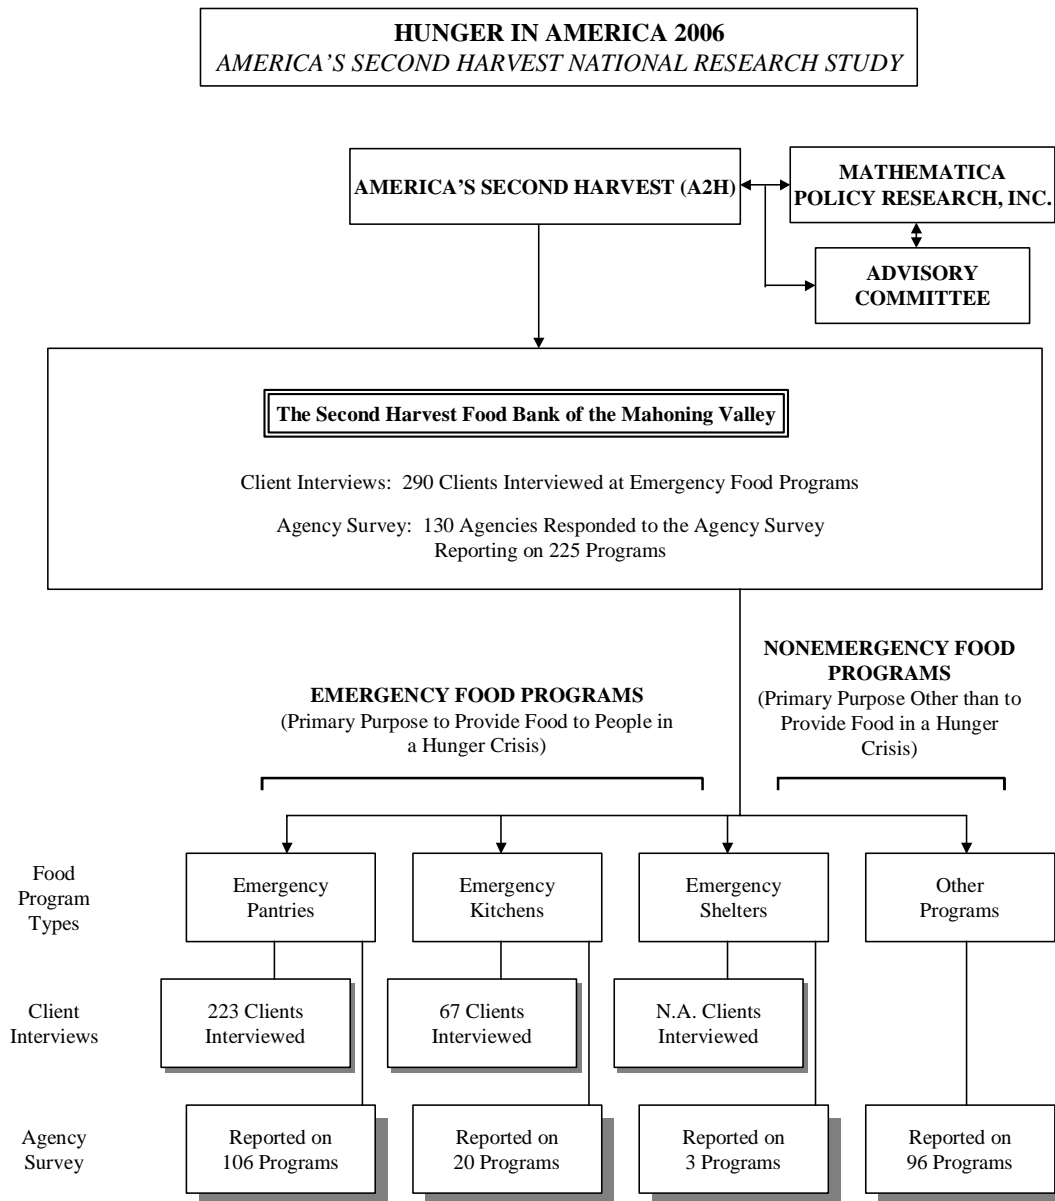 HUNGER IN AMERICA 2006
AMERICA'S SECOND HARVEST NATIONAL RESEARCH STUDY
AMERICA'S SECOND HARVEST (A2H)
MATHEMATICA
POLICY RESEARCH, INC.
ADVISORY
COMMITTEE
The Second Harvest Food Bank of the Mahoning Valley
Client Interviews: 290 Clients Interviewed at Emergency Food Programs
Agency Survey: 130 Agencies Responded to the Agency Survey
Reporting on 225 Programs
EMERGENCY FOOD PROGRAMS
(Primary Purpose to Provide Food to People in
a Hunger Crisis)
NONEMERGENCY FOOD
PROGRAMS
(Primary Purpose Other than to
Provide Food in a Hunger
Crisis)
Food
Program
Types
Emergency
Pantries
Emergency
Kitchens
Emergency
Shelters
Other
Programs
Client
Interviews
223 Clients
Interviewed
67 Clients
Interviewed
N.A. Clients
Interviewed
Agency
Survey
Reported on
106 Programs
Reported on
20 Programs
Reported on
3 Programs
Reported on
96 Programs